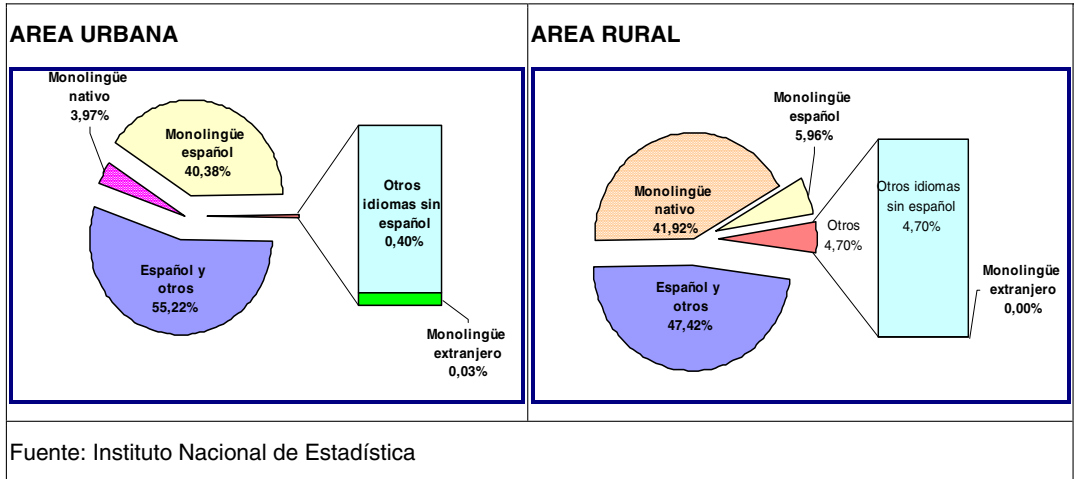 AREA URBANA
Monolingüe
nativo
3,97%
Monolingüe
español
40,38%
Otros
idiomas sin
español
0,40%
Español y
otros
55,22%
Monolingüe
extranjero
0,03%
AREA RURAL
Monolingüe
español
5,96%
Monolingüe
nativo
41,92%
Otros
4,70%
Otros idiomas
sin español
4,70%
Español y
otros
47,42%
Monolingüe
extranjero
0,00%
Fuente: Instituto Nacional de Estadística